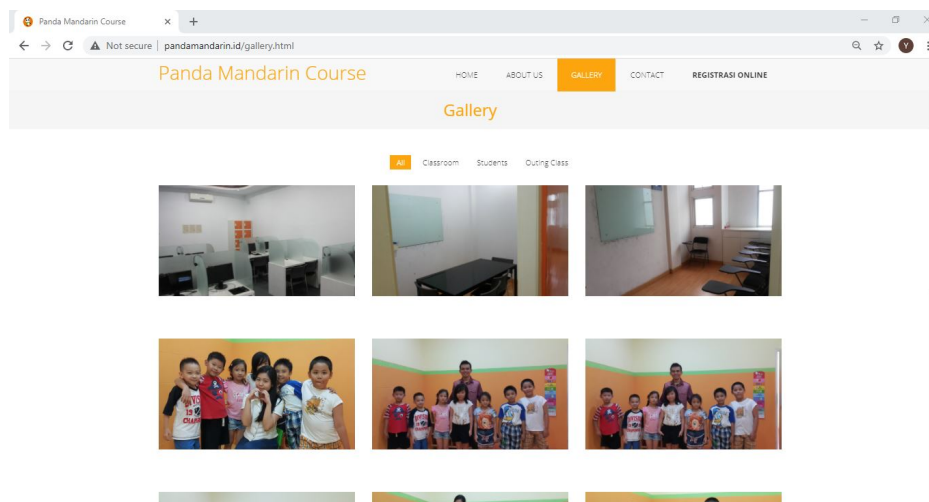 Panda Mandarin Course
Not secure | pandamandarin.id/gallery.html
Panda Mandarin Course
HOME ABOUT US GALLERY CONTACT REGISTRASI ONLINE
Gallery
All Classroom Students Outing Class